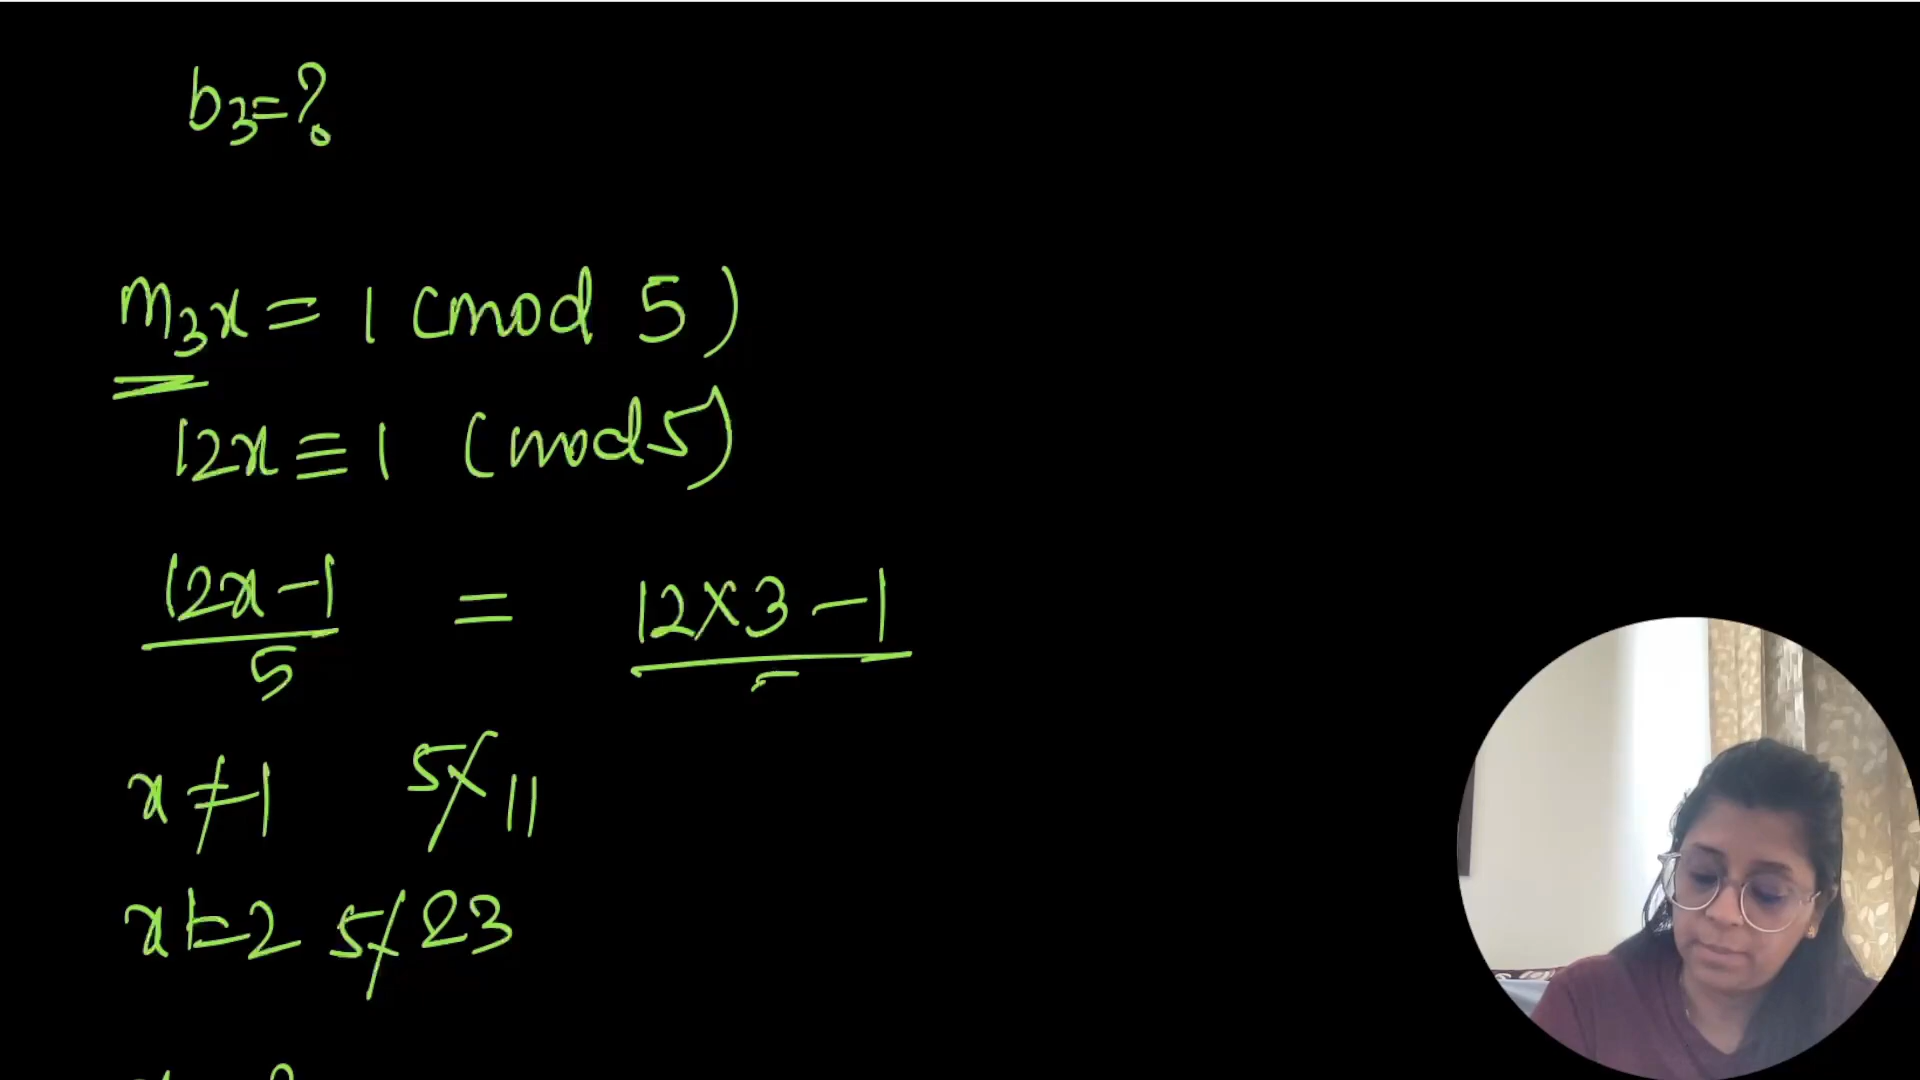 b3=?
m3x = 1 (mod 5)
12x ≡ 1 (mod 5)
12x-1 = 12×3-1
5 5
x≠1 5∤11
x≠2 5∤23